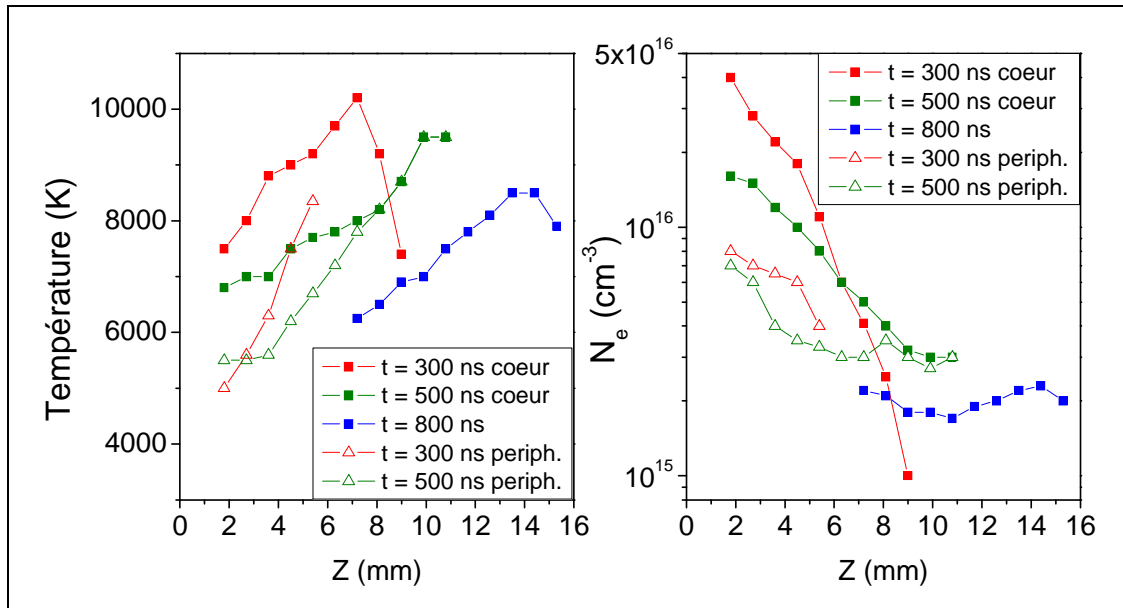 Température (K)
10000
8000
6000
4000
t = 300 ns coeur
t = 500 ns coeur
t = 800 ns
t = 300 ns periph.
t = 500 ns periph.
0 2 4 6 8 10 12 14 16
Z (mm)
N_e (cm^-3)
5x10^16
10^16
10^15
t = 300 ns coeur
t = 500 ns coeur
t = 800 ns
t = 300 ns periph.
t = 500 ns periph.
0 2 4 6 8 10 12 14 16
Z (mm)